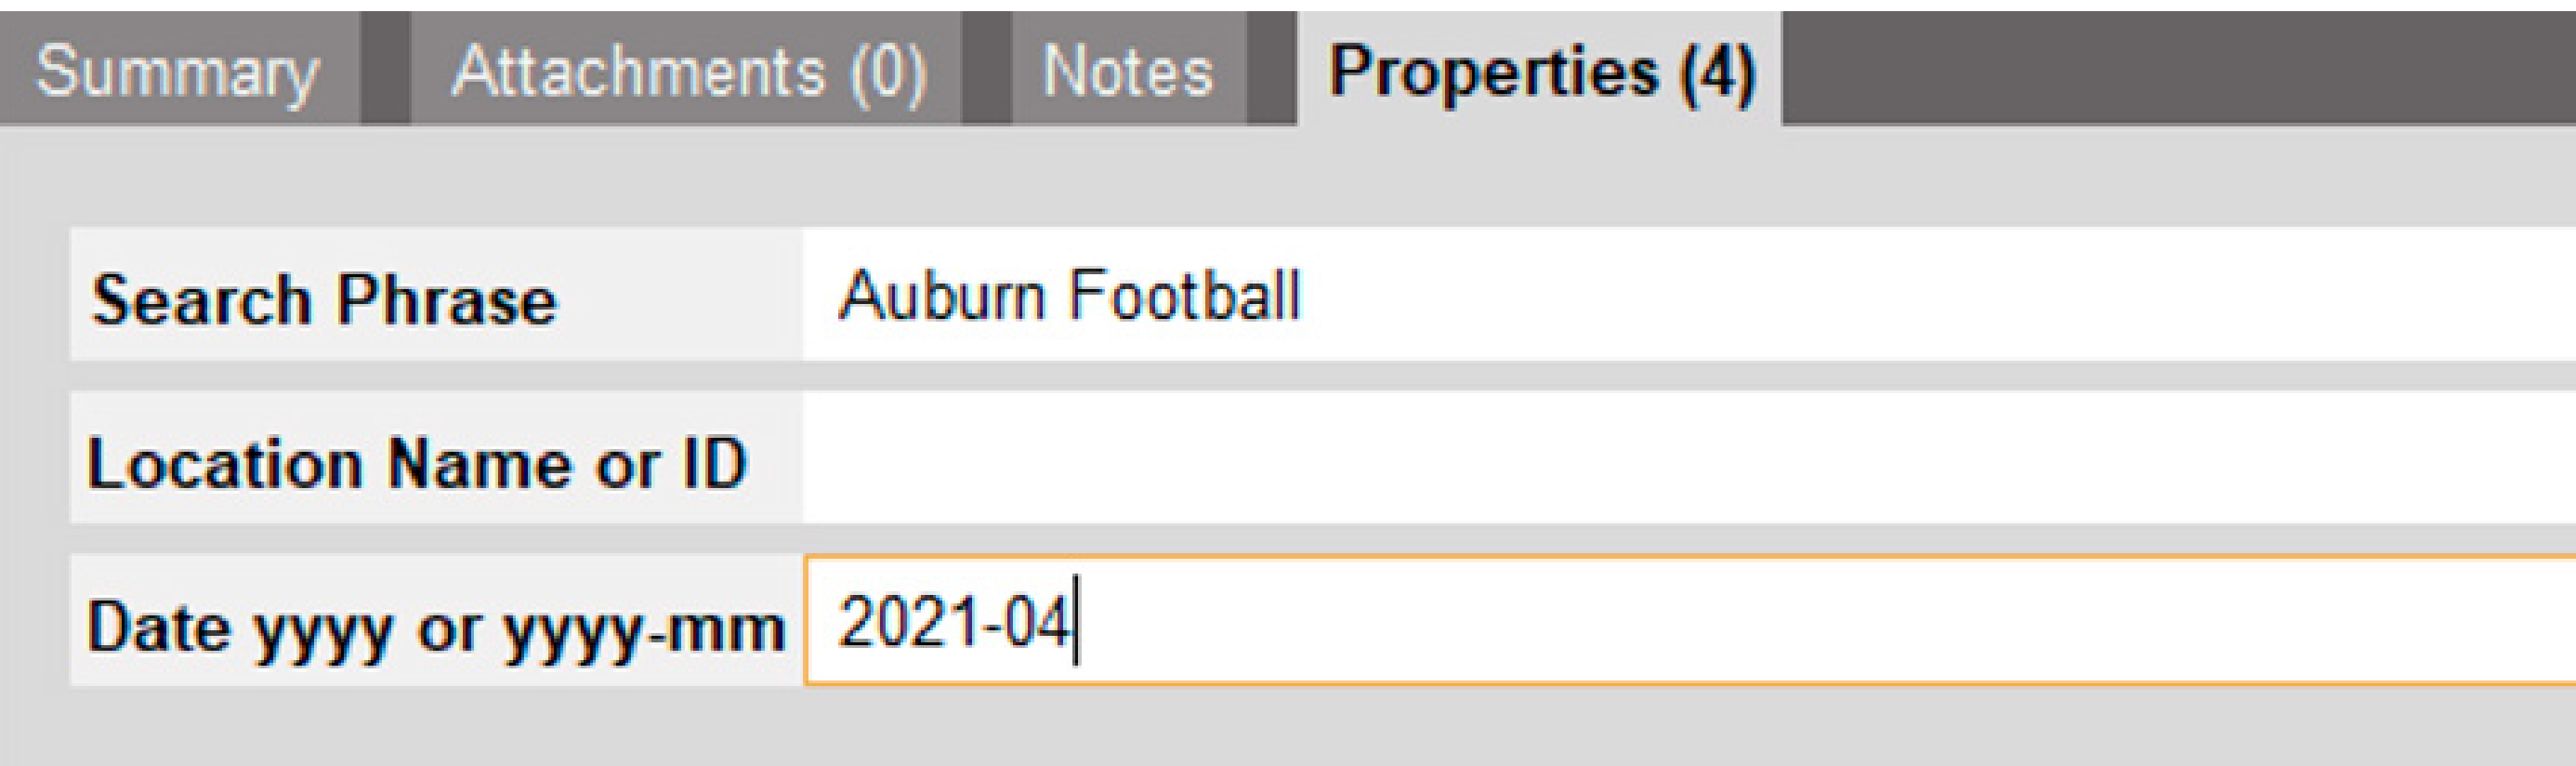 Summary Attachments (0) Notes Properties (4)
Search Phrase Auburn Football
Location Name or ID
Date yyyy or yyyy-mm 2021-04